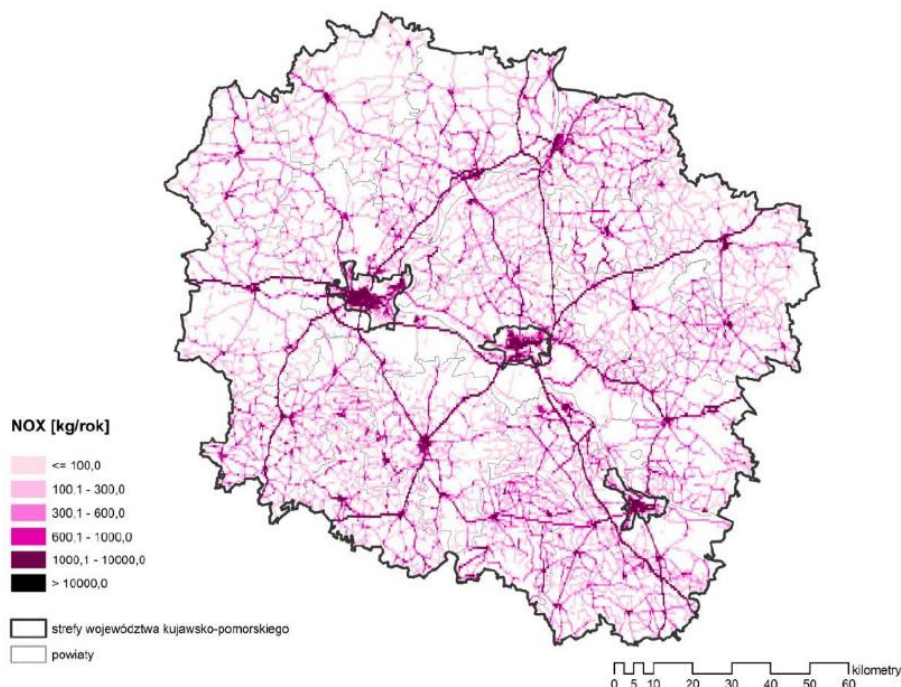 NOX [kg/rok]
<= 100,0
100,1 - 300,0
300,1 - 600,0
600,1 - 1000,0
1000,1 - 10000,0
> 10000,0
strefy województwa kujawsko-pomorskiego
powiaty
kilometry
0 5 10 20 30 40 50 60